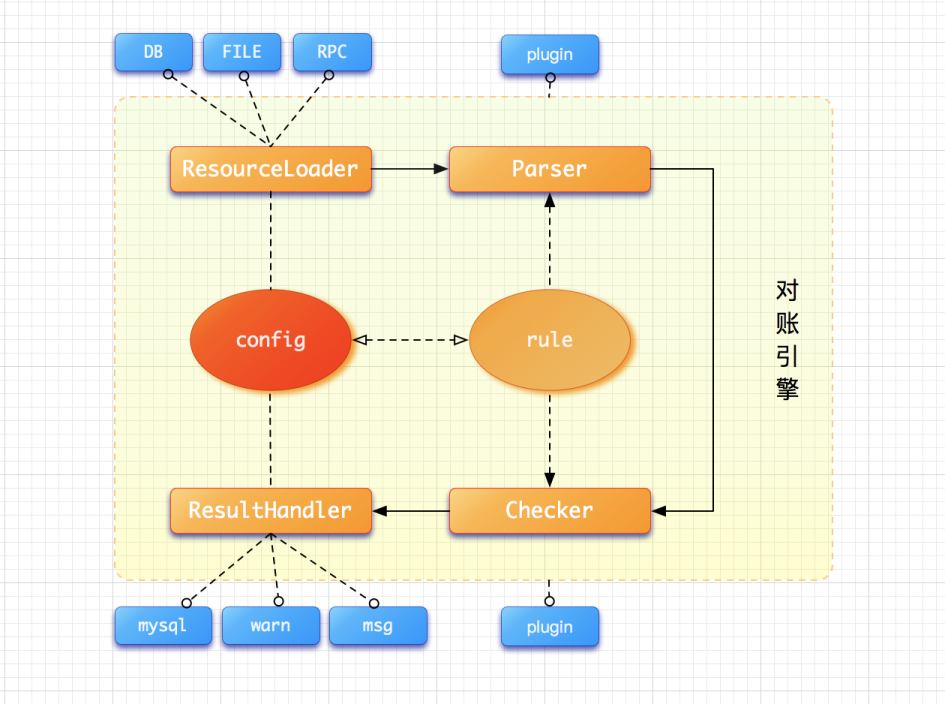 DB
FILE
RPC
plugin
ResourceLoader
Parser
config
rule
对
账
引
擎
ResultHandler
Checker
mysql
warn
msg
plugin